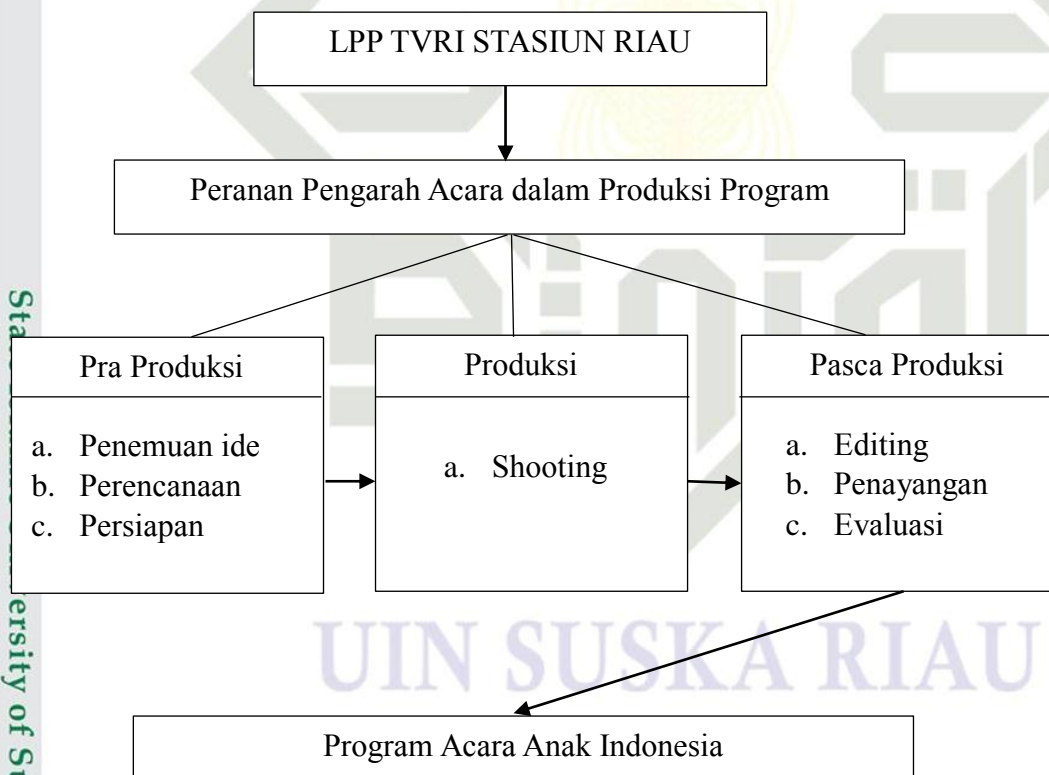 LPP TVRI STASIUN RIAU
Peranan Pengarah Acara dalam Produksi Program
Pra Produksi
a. Penemuan ide
b. Perencanaan
c. Persiapan
Produksi
a. Shooting
Pasca Produksi
a. Editing
b. Penayangan
c. Evaluasi
UIN SUSKA RIAU
Program Acara Anak Indonesia